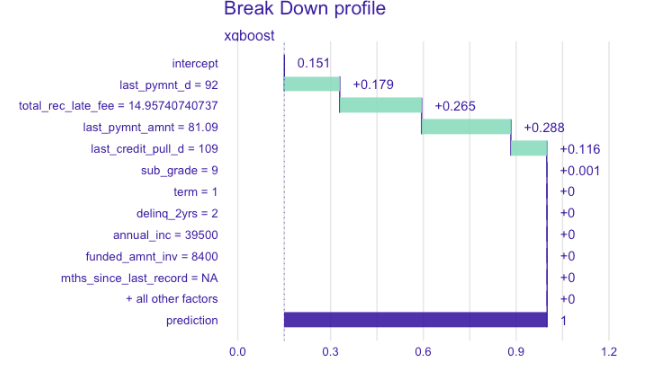 Break Down profile
xgboost
intercept 0.151
last_pymnt_d = 92 +0.179
total_rec_late_fee = 14.95740740737 +0.265
last_pymnt_amnt = 81.09 +0.288
last_credit_pull_d = 109 +0.116
sub_grade = 9 +0.001
term = 1 +0
delinq_2yrs = 2 +0
annual_inc = 39500 +0
funded_amnt_inv = 8400 +0
mths_since_last_record = NA +0
+ all other factors +0
prediction 1
0.0 0.3 0.6 0.9 1.2